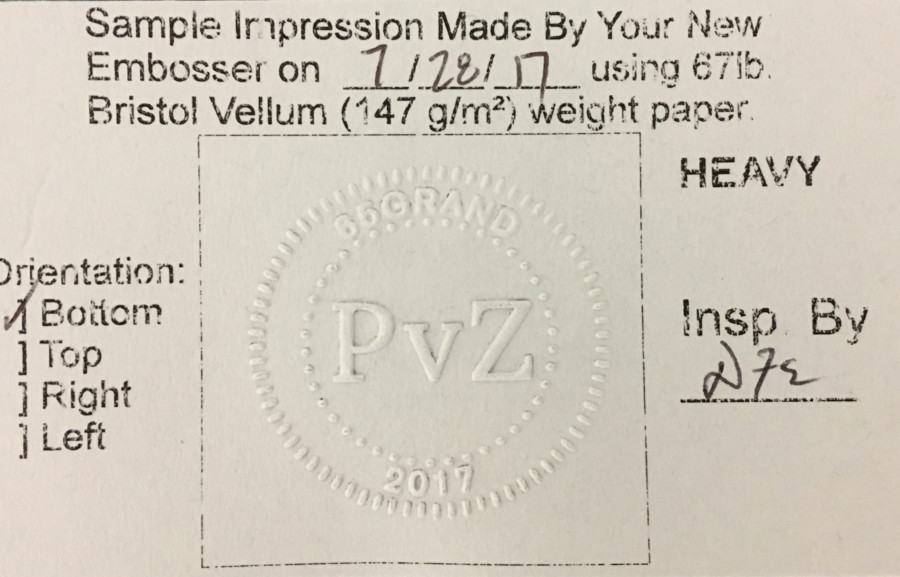 Sample Impression Made By Your New
Embosser on 7/28/17 using 67lb.
Bristol Vellum (147 g/m²) weight paper.
HEAVY
65GRAND
PvZ
2017
Orientation:
] Bottom
] Top
] Right
] Left
Insp. By